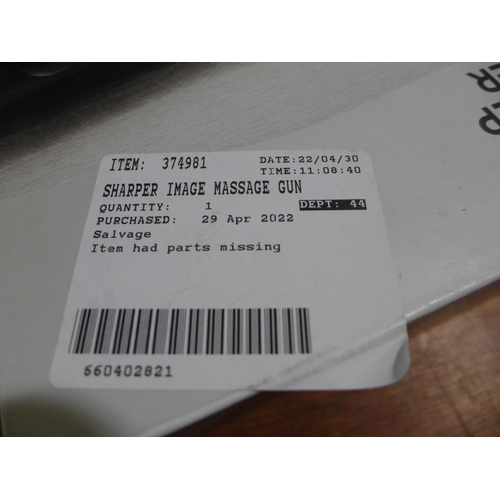 ITEM: 374981 DATE:22/04/30
TIME:11:08:40
SHARPER IMAGE MASSAGE GUN
QUANTITY: 1 DEPT: 44
PURCHASED: 29 Apr 2022
Salvage
Item had parts missing
660402821